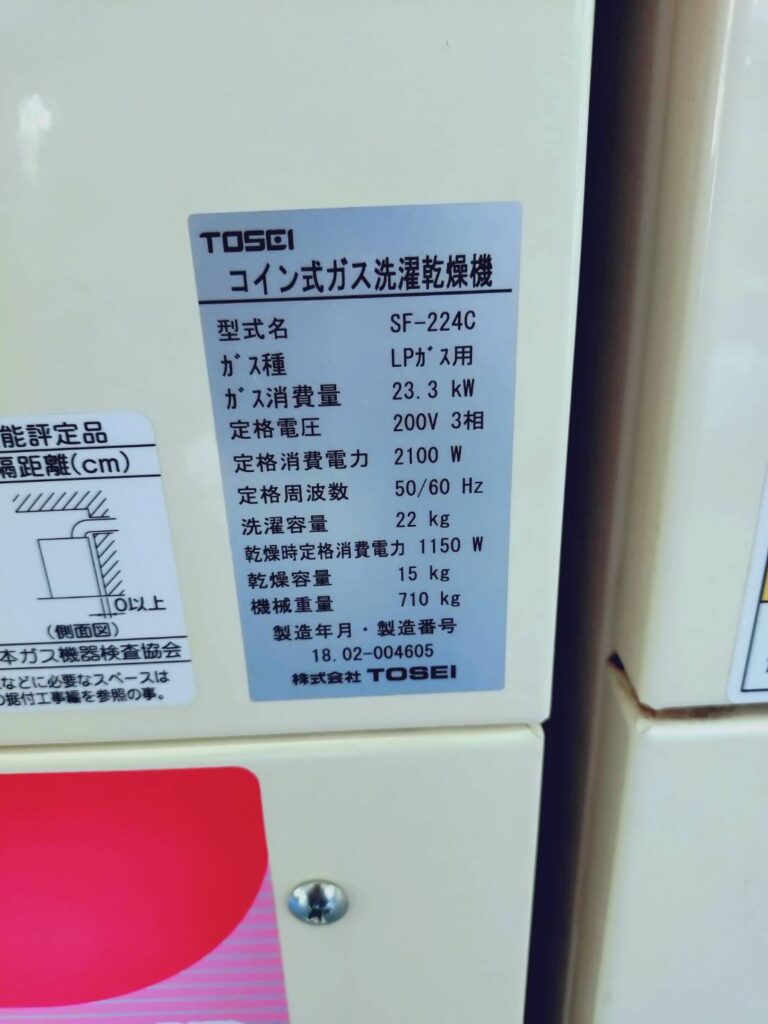 TOSEI
コイン式ガス洗濯乾燥機
型式名 SF-224C
ガス種 LPガス用
ガス消費量 23.3 kW
定格電圧 200V 3相
定格消費電力 2100 W
定格周波数 50/60 Hz
洗濯容量 22 kg
乾燥時定格消費電力 1150 W
乾燥容量 15 kg
機械重量 710 kg
製造年月・製造番号
18.02-004605
株式会社 TOSEI
能評定品
隔距離(cm)
0以上
(側面図)
本ガス機器検査協会
などに必要なスペースは
の据付工事編を参照の事。